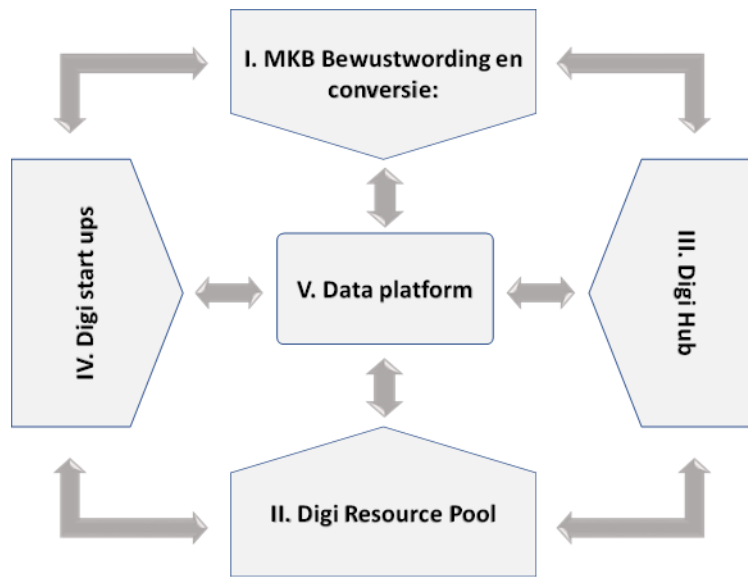 I. MKB Bewustwording en
conversie:
IV. Digi start ups
V. Data platform
III. Digi Hub
II. Digi Resource Pool